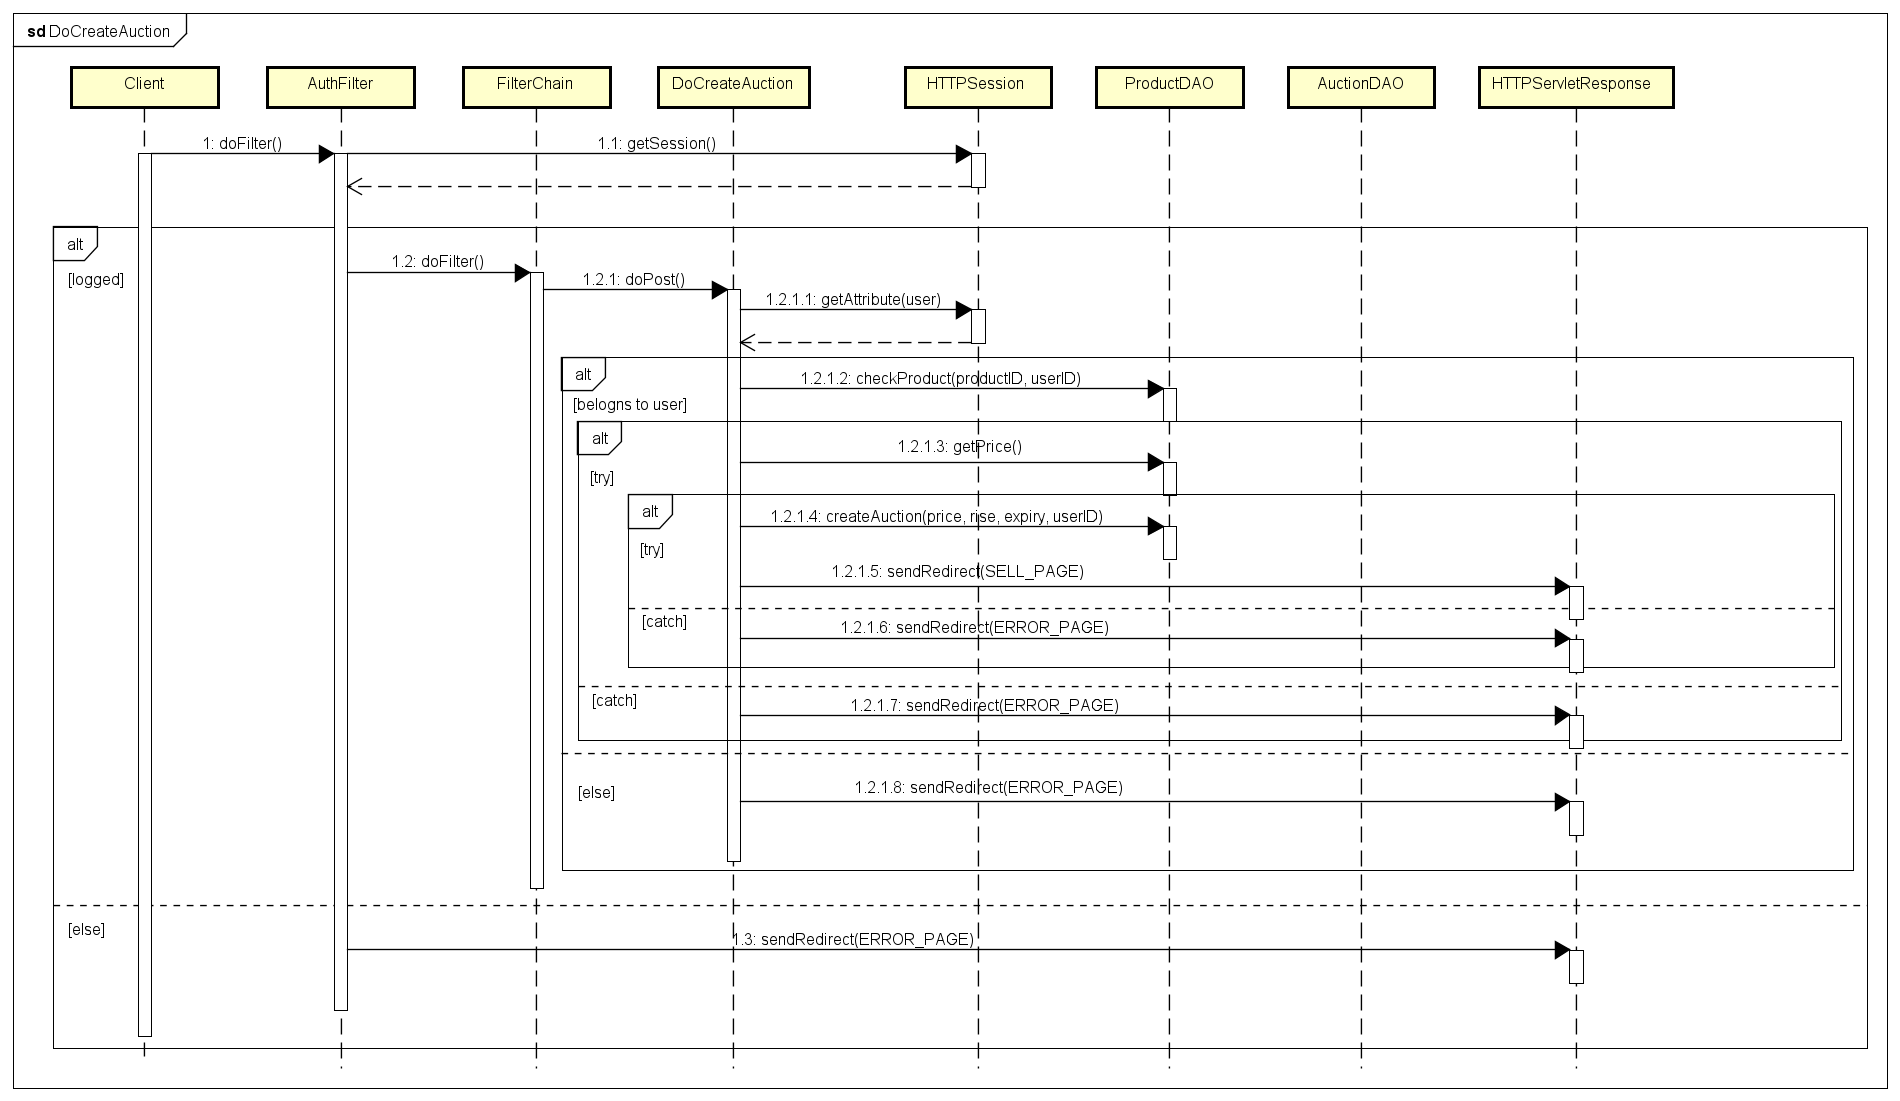 sd DoCreateAuction
Client
AuthFilter
FilterChain
DoCreateAuction
HTTPSession
ProductDAO
AuctionDAO
HTTPServletResponse
1: doFilter()
1.1: getSession()
alt
[logged]
1.2: doFilter()
1.2.1: doPost()
1.2.1.1: getAttribute(user)
alt
1.2.1.2: checkProduct(productID, userID)
[belogns to user]
alt
1.2.1.3: getPrice()
[try]
alt
1.2.1.4: createAuction(price, rise, expiry, userID)
[try]
1.2.1.5: sendRedirect(SELL_PAGE)
[catch]
1.2.1.6: sendRedirect(ERROR_PAGE)
[catch]
1.2.1.7: sendRedirect(ERROR_PAGE)
[else]
1.2.1.8: sendRedirect(ERROR_PAGE)
[else]
1.3: sendRedirect(ERROR_PAGE)